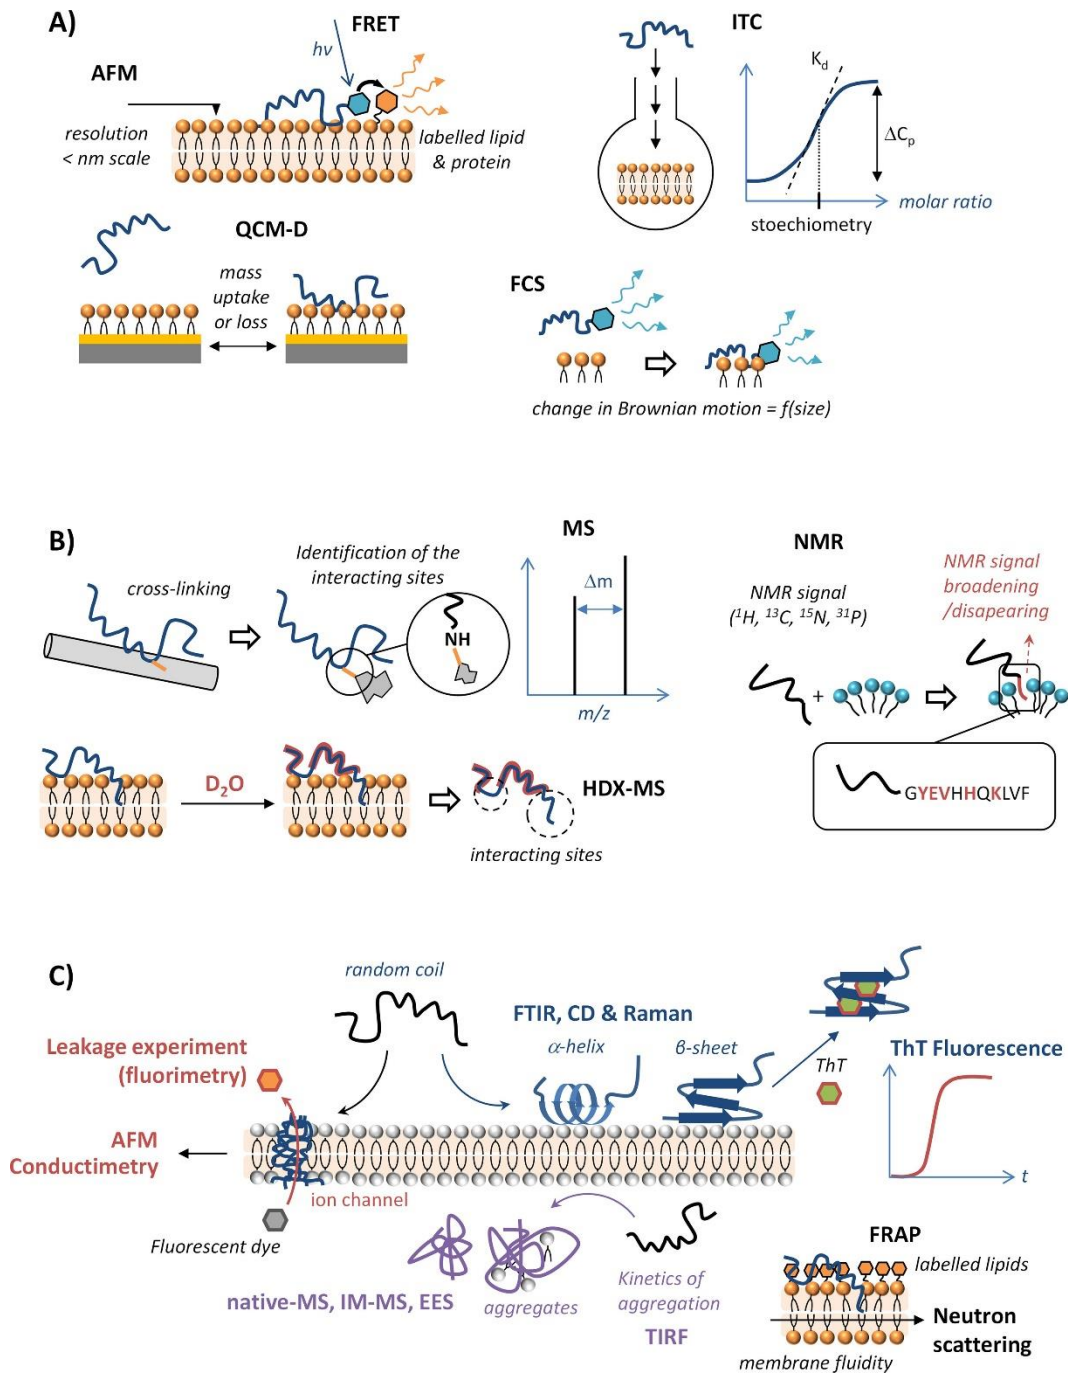 A)
FRET
hv
AFM
resolution
< nm scale
labelled lipid
& protein
ITC
K_d
ΔC_p
molar ratio
stoechiometry
QCM-D
mass
uptake
or loss
FCS
change in Brownian motion = f(size)
B)
cross-linking
Identification of the
interacting sites
NH
MS
Δm
m/z
NMR
NMR signal
(¹H, ¹³C, ¹⁵N, ³¹P)
NMR signal
broadening
/disapearing
+
GYEVHHQKLVF
D₂O
HDX-MS
interacting sites
C)
random coil
Leakage experiment
(fluorimetry)
FTIR, CD & Raman
α-helix
β-sheet
ThT
ThT Fluorescence
t
AFM
Conductimetry
ion channel
Fluorescent dye
native-MS, IM-MS, EES
aggregates
Kinetics of
aggregation
TIRF
FRAP
labelled lipids
Neutron
scattering
membrane fluidity